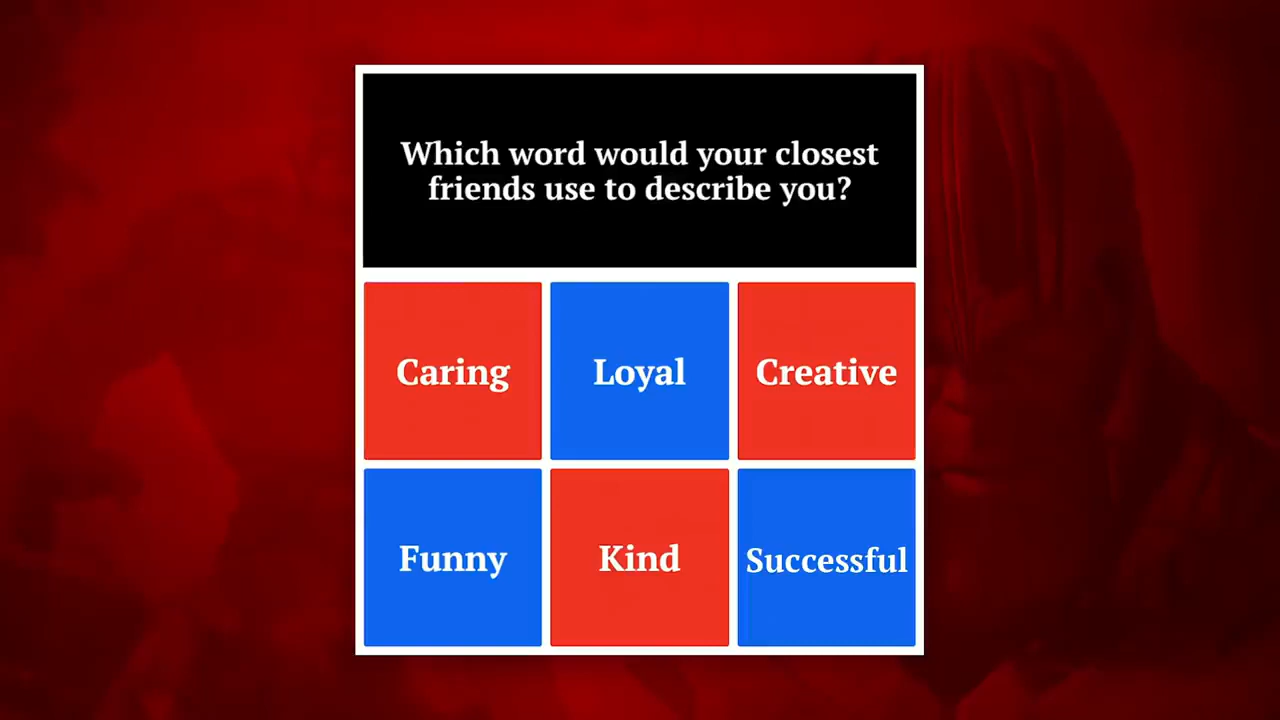 Which word would your closest
friends use to describe you?
Caring
Loyal
Creative
Funny
Kind
Successful